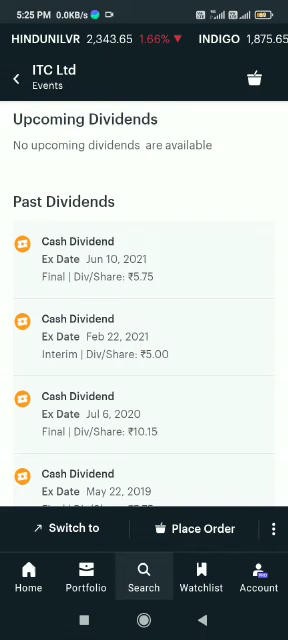 5:25 PM 0.0KB/s
HINDUNILVR 2,343.65 1.66% ▼ INDIGO 1,875.65
ITC Ltd
Events
Upcoming Dividends
No upcoming dividends are available
Past Dividends
Cash Dividend
Ex Date Jun 10, 2021
Final | Div/Share: ₹5.75
Cash Dividend
Ex Date Feb 22, 2021
Interim | Div/Share: ₹5.00
Cash Dividend
Ex Date Jul 6, 2020
Final | Div/Share: ₹10.15
Cash Dividend
Ex Date May 22, 2019
Switch to Place Order
Home Portfolio Search Watchlist Account